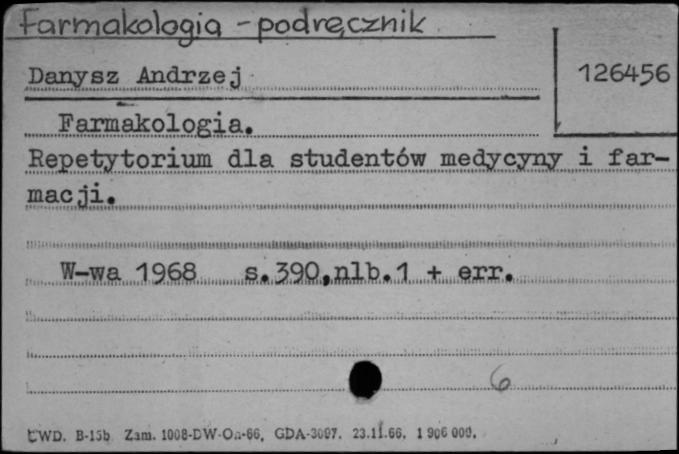 Farmakologia - podręcznik
Danysz Andrzej
126456
Farmakologia.
Repetytorium dla studentów medycyny i far-
macji.
W-wa 1968 s.390,nlb.1 + err.
6
CWD. B-15b Zam. 1008-DW-On-66, GDA-3097. 23.11.66. 1 906 000.